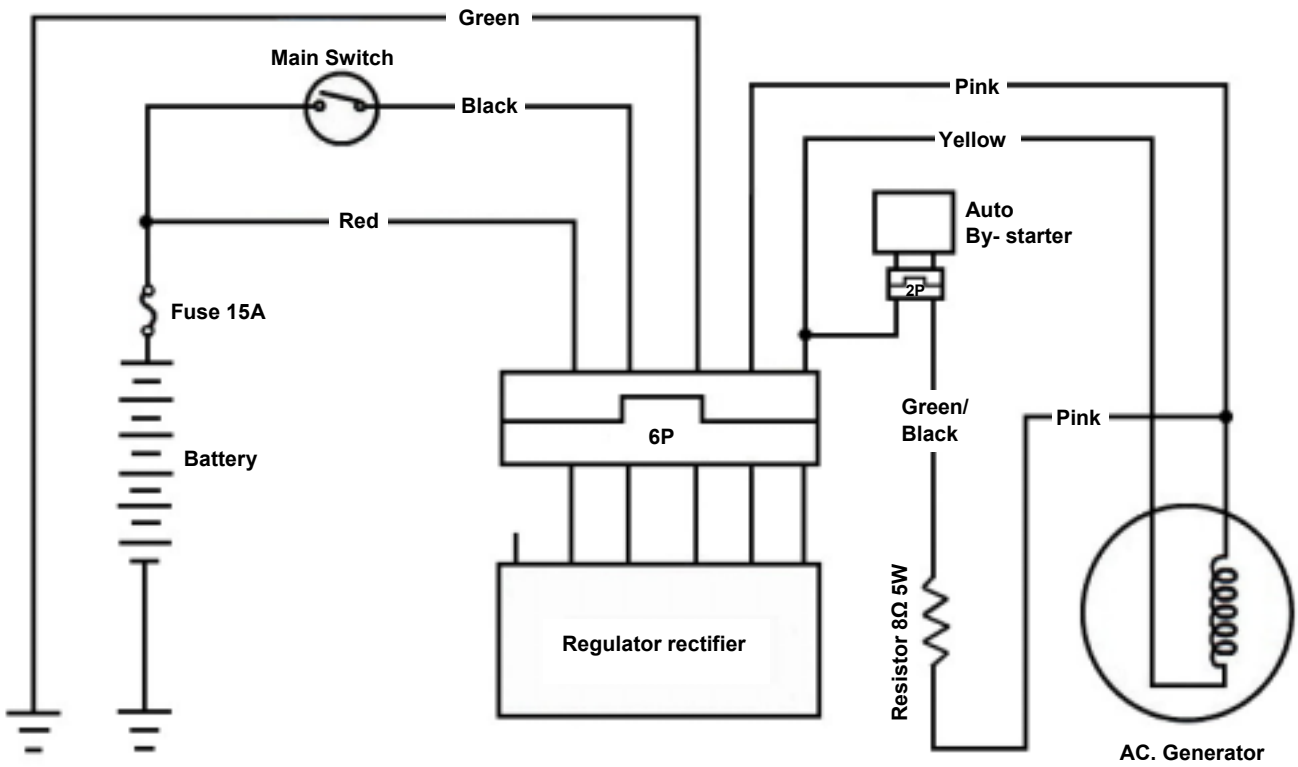 Green
Main Switch
Black
Pink
Yellow
Auto
By- starter
Red
2P
Fuse 15A
Green/
Black
Pink
6P
Battery
Resistor 8Ω 5W
Regulator rectifier
AC. Generator